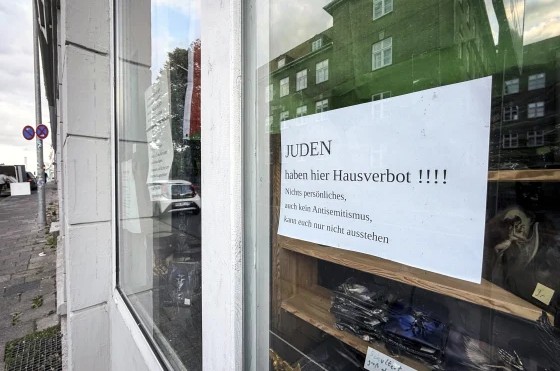 JUDEN
haben hier Hausverbot !!!!
Nichts persönliches,
auch kein Antisemitismus,
kann euch nur nicht ausstehen